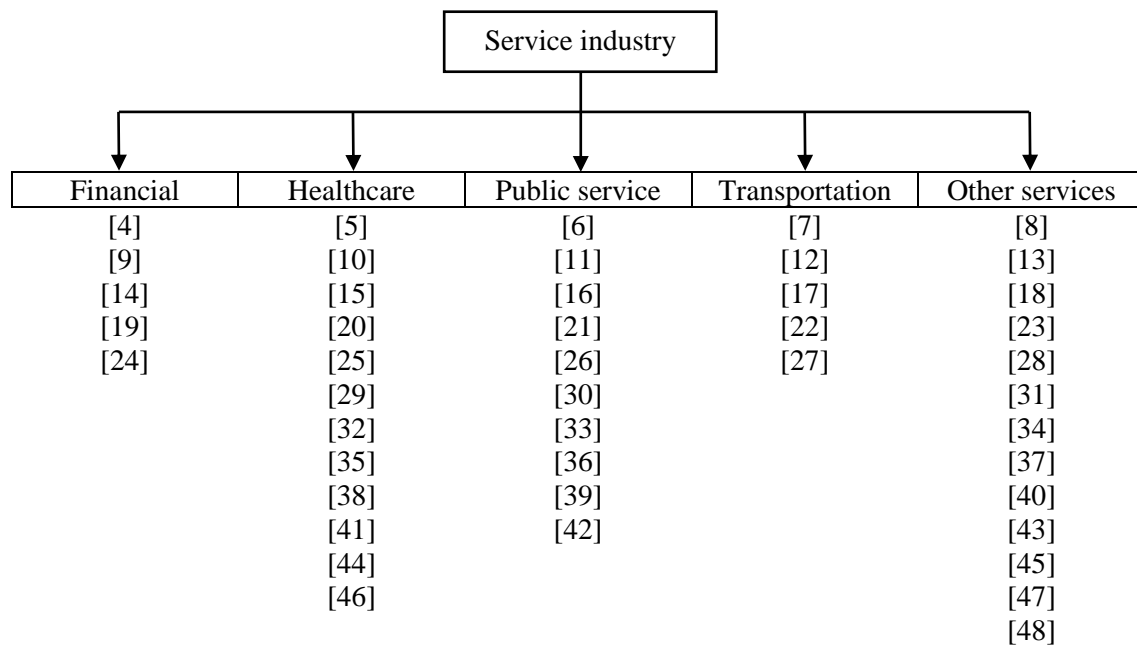 Service industry
Financial Healthcare Public service Transportation Other services
[4] [5] [6] [7] [8]
[9] [10] [11] [12] [13]
[14] [15] [16] [17] [18]
[19] [20] [21] [22] [23]
[24] [25] [26] [27] [28]
[29] [30] [31]
[32] [33] [34]
[35] [36] [37]
[38] [39] [40]
[41] [42] [43]
[44] [45]
[46] [47]
[48]